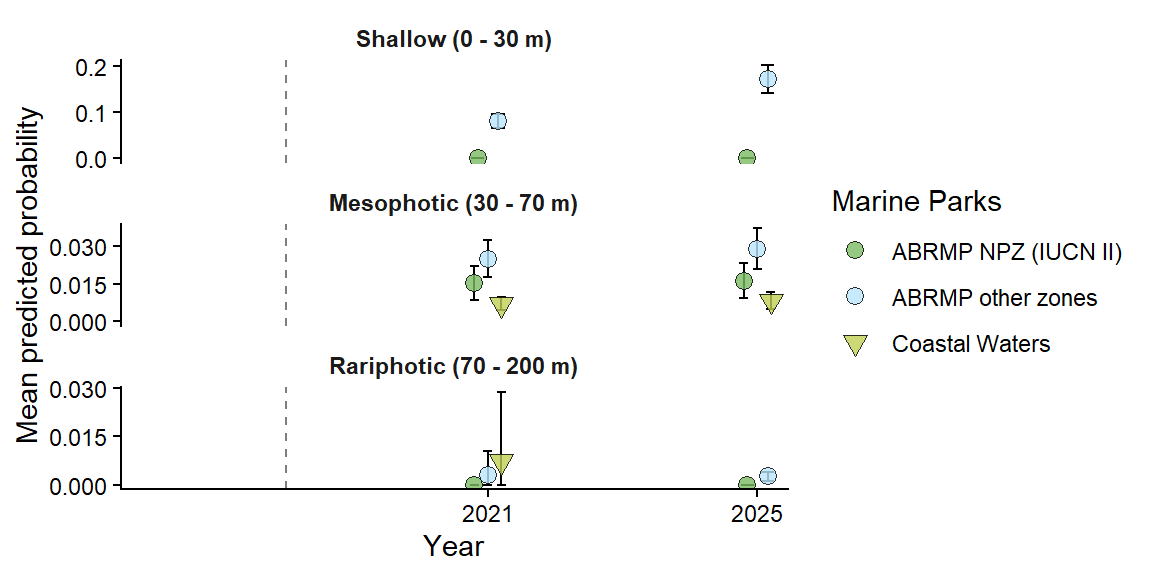 Shallow (0 - 30 m)
0.2
0.1
0.0
Mean predicted probability
Mesophotic (30 - 70 m)
0.030
0.015
0.000
Rariphotic (70 - 200 m)
0.030
0.015
0.000
2021
2025
Year
Marine Parks
ABRMP NPZ (IUCN II)
ABRMP other zones
Coastal Waters